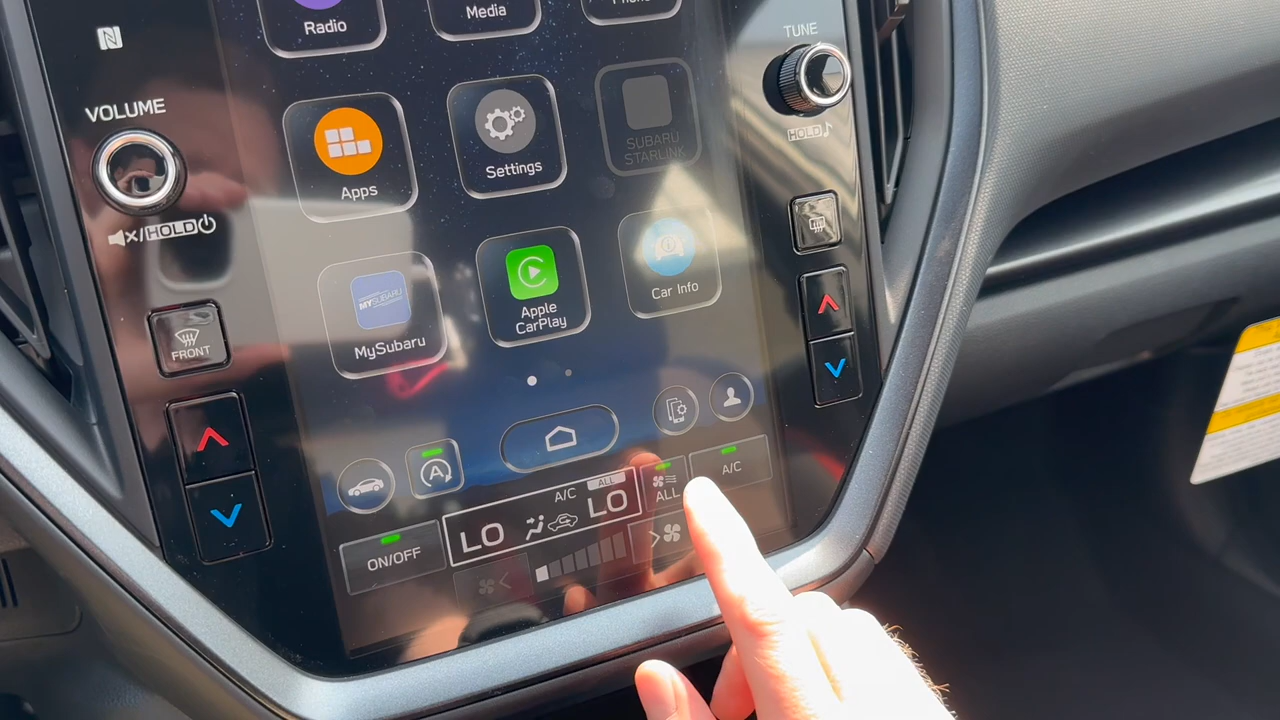 Radio
Media
TUNE
VOLUME
HOLD
Apps
Settings
SUBARU
STARLINK
HOLD
MYSUBARU
MySubaru
Apple
CarPlay
Car Info
FRONT
A
A/C
ALL
ALL
A/C
LO
LO
ON/OFF